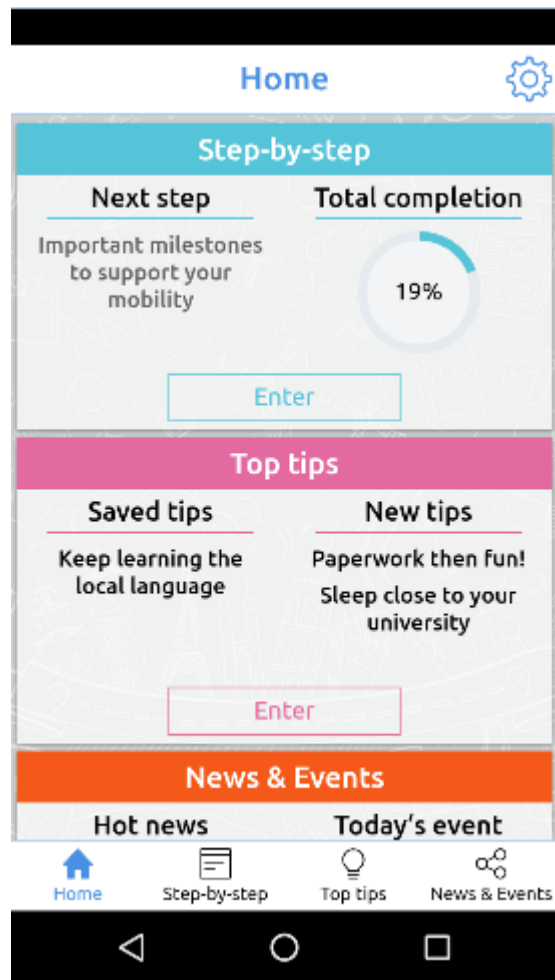 Home
Step-by-step
Next step
Total completion
Important milestones
to support your
mobility
19%
Enter
Top tips
Saved tips
New tips
Keep learning the
local language
Paperwork then fun!
Sleep close to your
university
Enter
News & Events
Hot news
Today's event
Home
Step-by-step
Top tips
News & Events